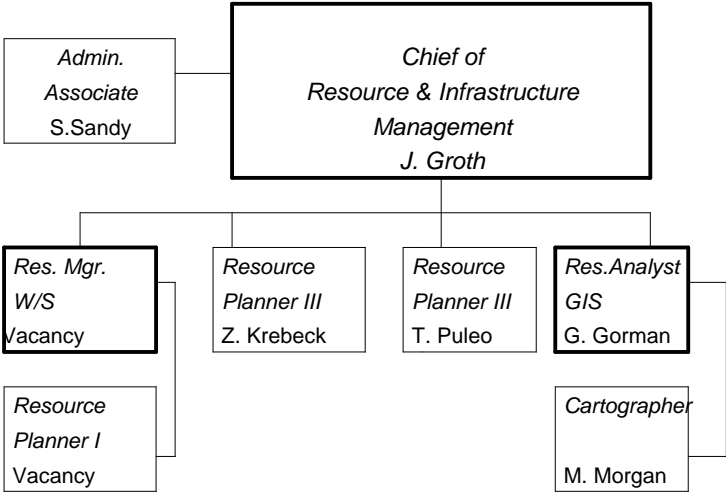 Admin.
Associate
S.Sandy
Chief of
Resource & Infrastructure
Management
J. Groth
Res. Mgr.
W/S
Vacancy
Resource
Planner III
Z. Krebeck
Resource
Planner III
T. Puleo
Res.Analyst
GIS
G. Gorman
Resource
Planner I
Vacancy
Cartographer
M. Morgan